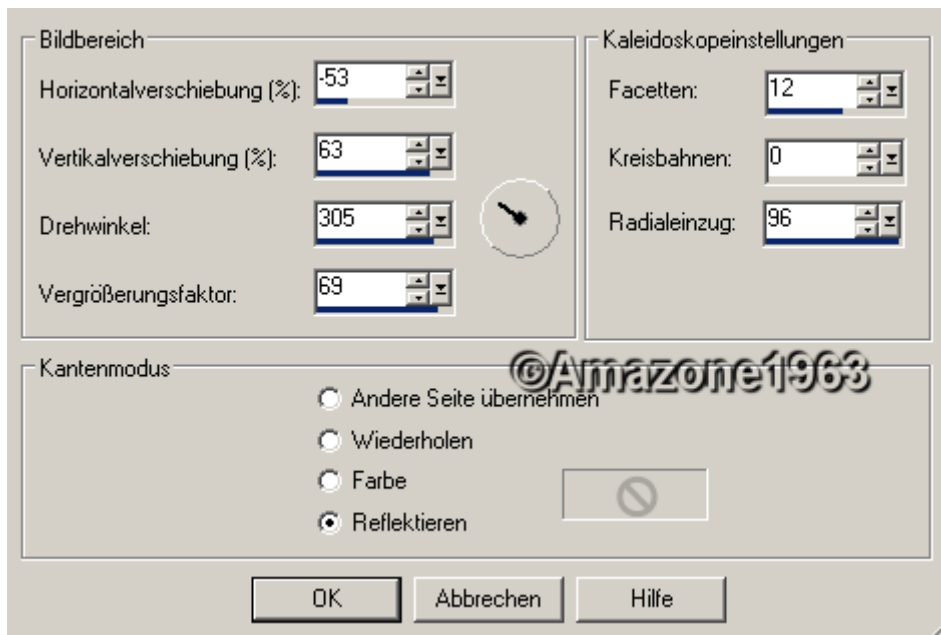 Bildbereich
Horizontalverschiebung (%): -53
Vertikalverschiebung (%): 63
Drehwinkel: 305
Vergrößerungsfaktor: 69
Kaleidoskopeinstellungen
Facetten: 12
Kreisbahnen: 0
Radialeinzug: 96
Kantenmodus
©Amazone1963
Andere Seite übernehmen
Wiederholen
Farbe
Reflektieren
OK Abbrechen Hilfe